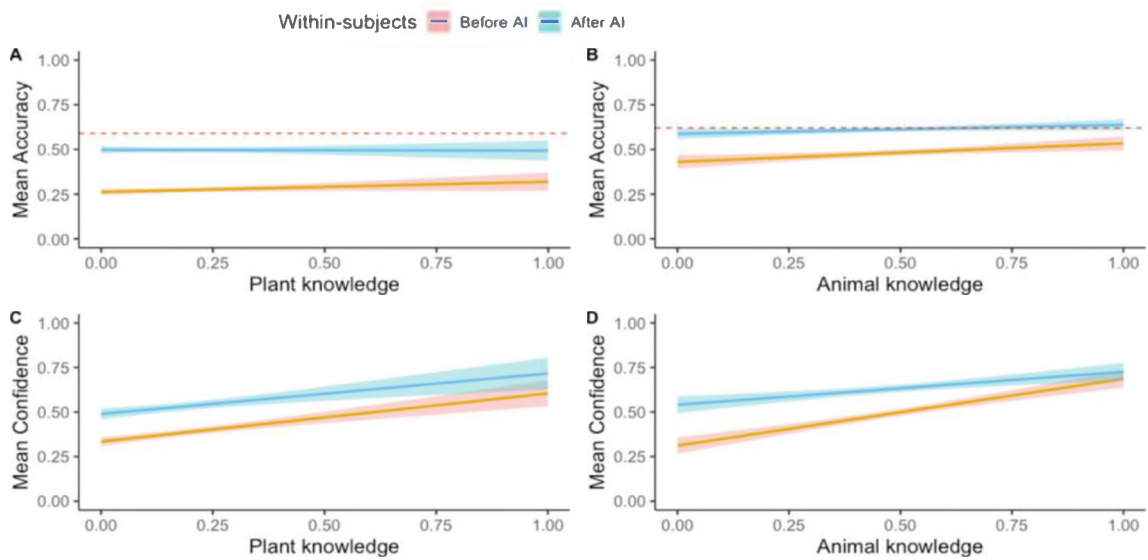 Within-subjects Before AI After AI
A
Mean Accuracy
1.00
0.75
0.50
0.25
0.00
0.00 0.25 0.50 0.75 1.00
Plant knowledge
B
Mean Accuracy
1.00
0.75
0.50
0.25
0.00
0.00 0.25 0.50 0.75 1.00
Animal knowledge
C
Mean Confidence
1.00
0.75
0.50
0.25
0.00
0.00 0.25 0.50 0.75 1.00
Plant knowledge
D
Mean Confidence
1.00
0.75
0.50
0.25
0.00
0.00 0.25 0.50 0.75 1.00
Animal knowledge